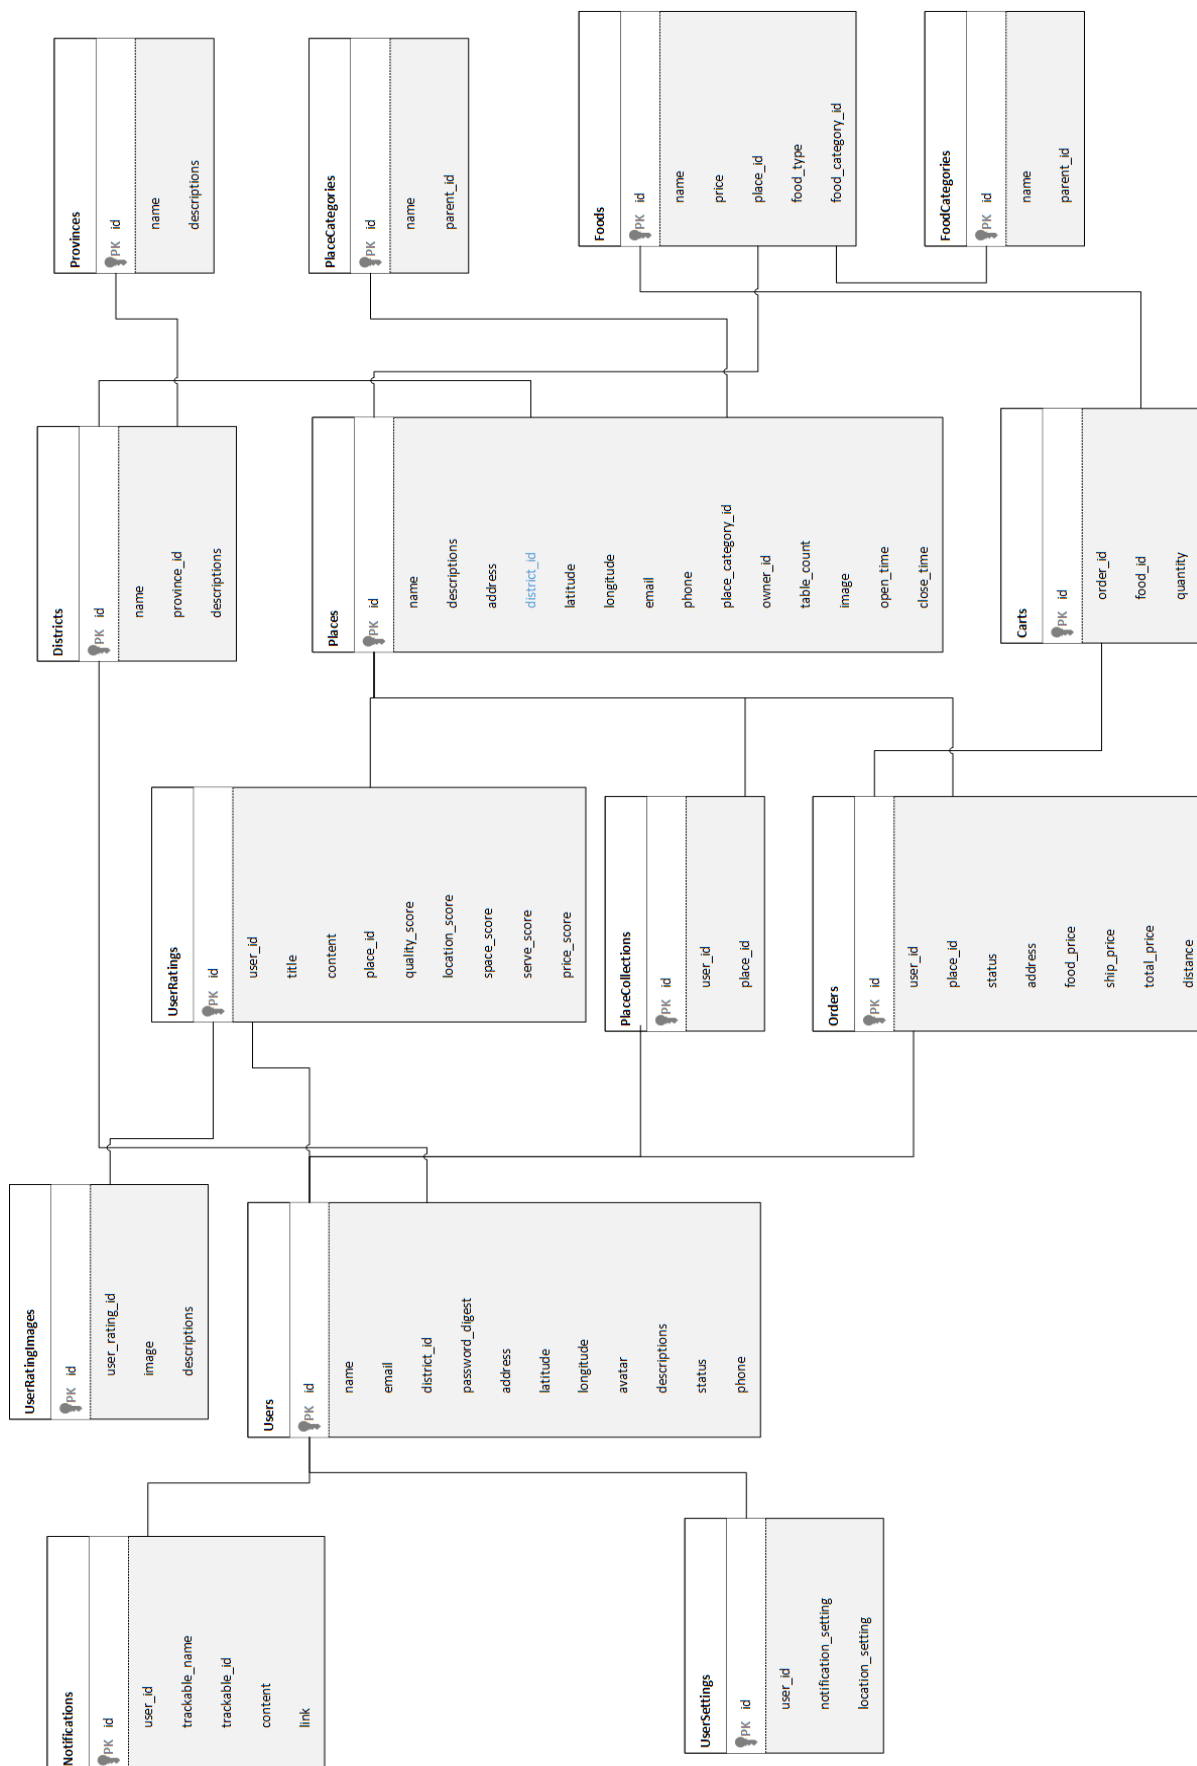 Notifications
PK id
user_id
trackable_name
trackable_id
content
link
UserRatingImages
PK id
user_rating_id
image
descriptions
Users
PK id
name
email
district_id
password_digest
address
latitude
longitude
avatar
descriptions
status
phone
UserSettings
PK id
user_id
notification_setting
location_setting
UserRatings
PK id
user_id
title
content
place_id
quality_score
location_score
space_score
serve_score
price_score
PlaceCollections
PK id
user_id
place_id
Orders
PK id
user_id
place_id
status
address
food_price
ship_price
total_price
distance
Districts
PK id
name
province_id
descriptions
Places
PK id
name
descriptions
address
district_id
latitude
longitude
email
phone
place_category_id
owner_id
table_count
image
open_time
close_time
Carts
PK id
order_id
food_id
quantity
Provinces
PK id
name
descriptions
PlaceCategories
PK id
name
parent_id
Foods
PK id
name
price
place_id
food_type
food_category_id
FoodCategories
PK id
name
parent_id